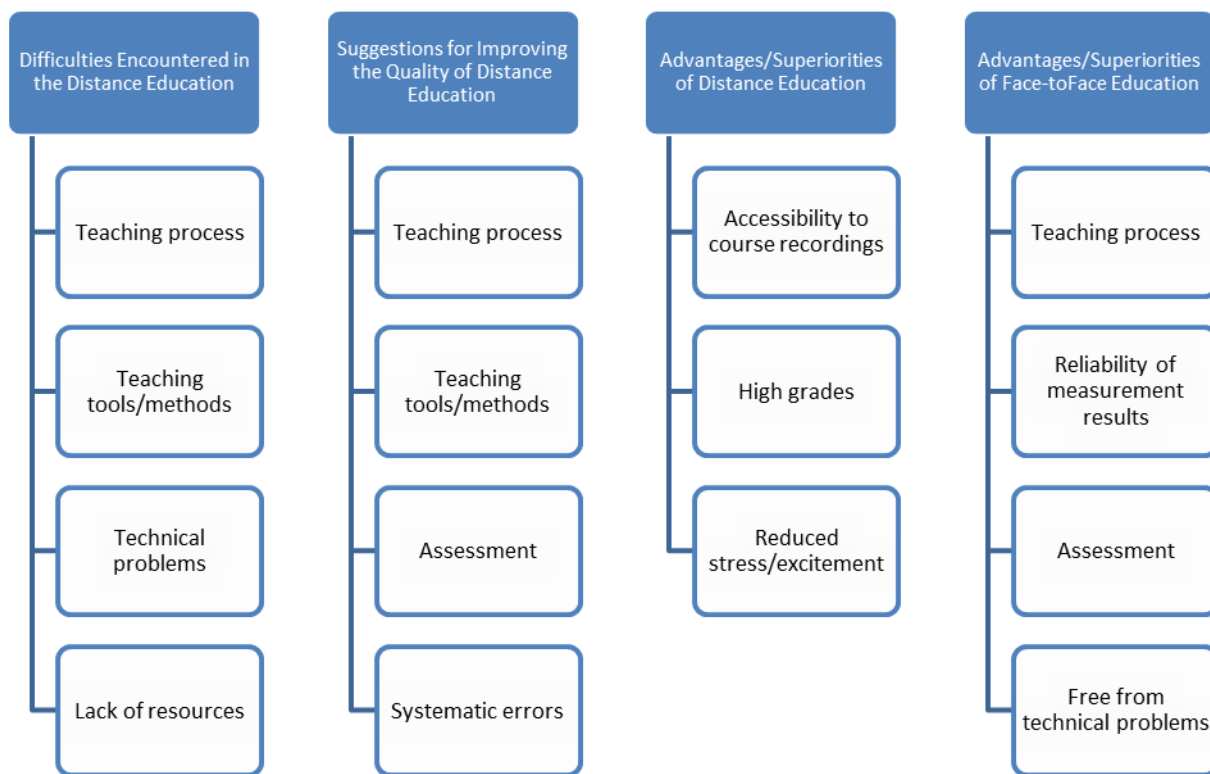 Difficulties Encountered in
the Distance Education
Teaching process
Teaching
tools/methods
Technical
problems
Lack of resources
Suggestions for Improving
the Quality of Distance
Education
Teaching process
Teaching
tools/methods
Assessment
Systematic errors
Advantages/Superiorities
of Distance Education
Accessibility to
course recordings
High grades
Reduced
stress/excitement
Advantages/Superiorities
of Face-toFace Education
Teaching process
Reliability of
measurement
results
Assessment
Free from
technical problems